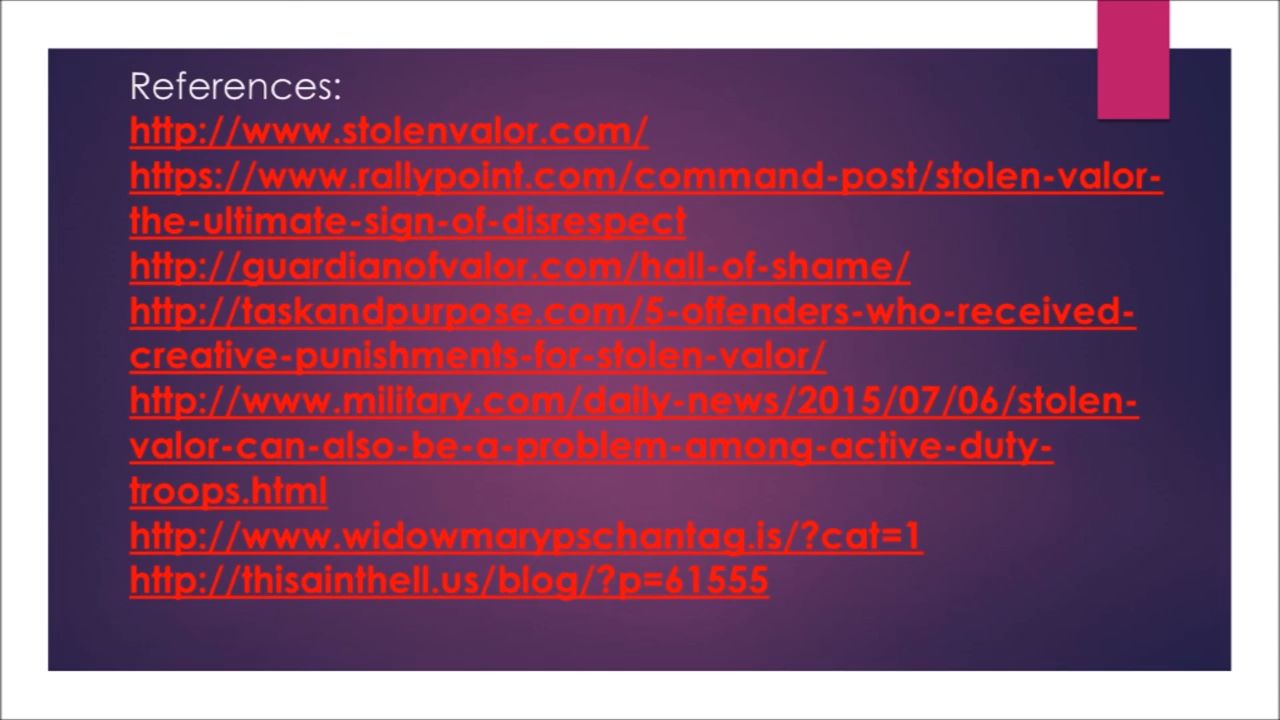 References:
http://www.stolenvalor.com/
https://www.rallypoint.com/command-post/stolen-valor-
the-ultimate-sign-of-disrespect
http://guardianofvalor.com/hall-of-shame/
http://taskandpurpose.com/5-offenders-who-received-
creative-punishments-for-stolen-valor/
http://www.military.com/daily-news/2015/07/06/stolen-
valor-can-also-be-a-problem-among-active-duty-
troops.html
http://www.widowmarypschantag.is/?cat=1
http://thisainthell.us/blog/?p=61555